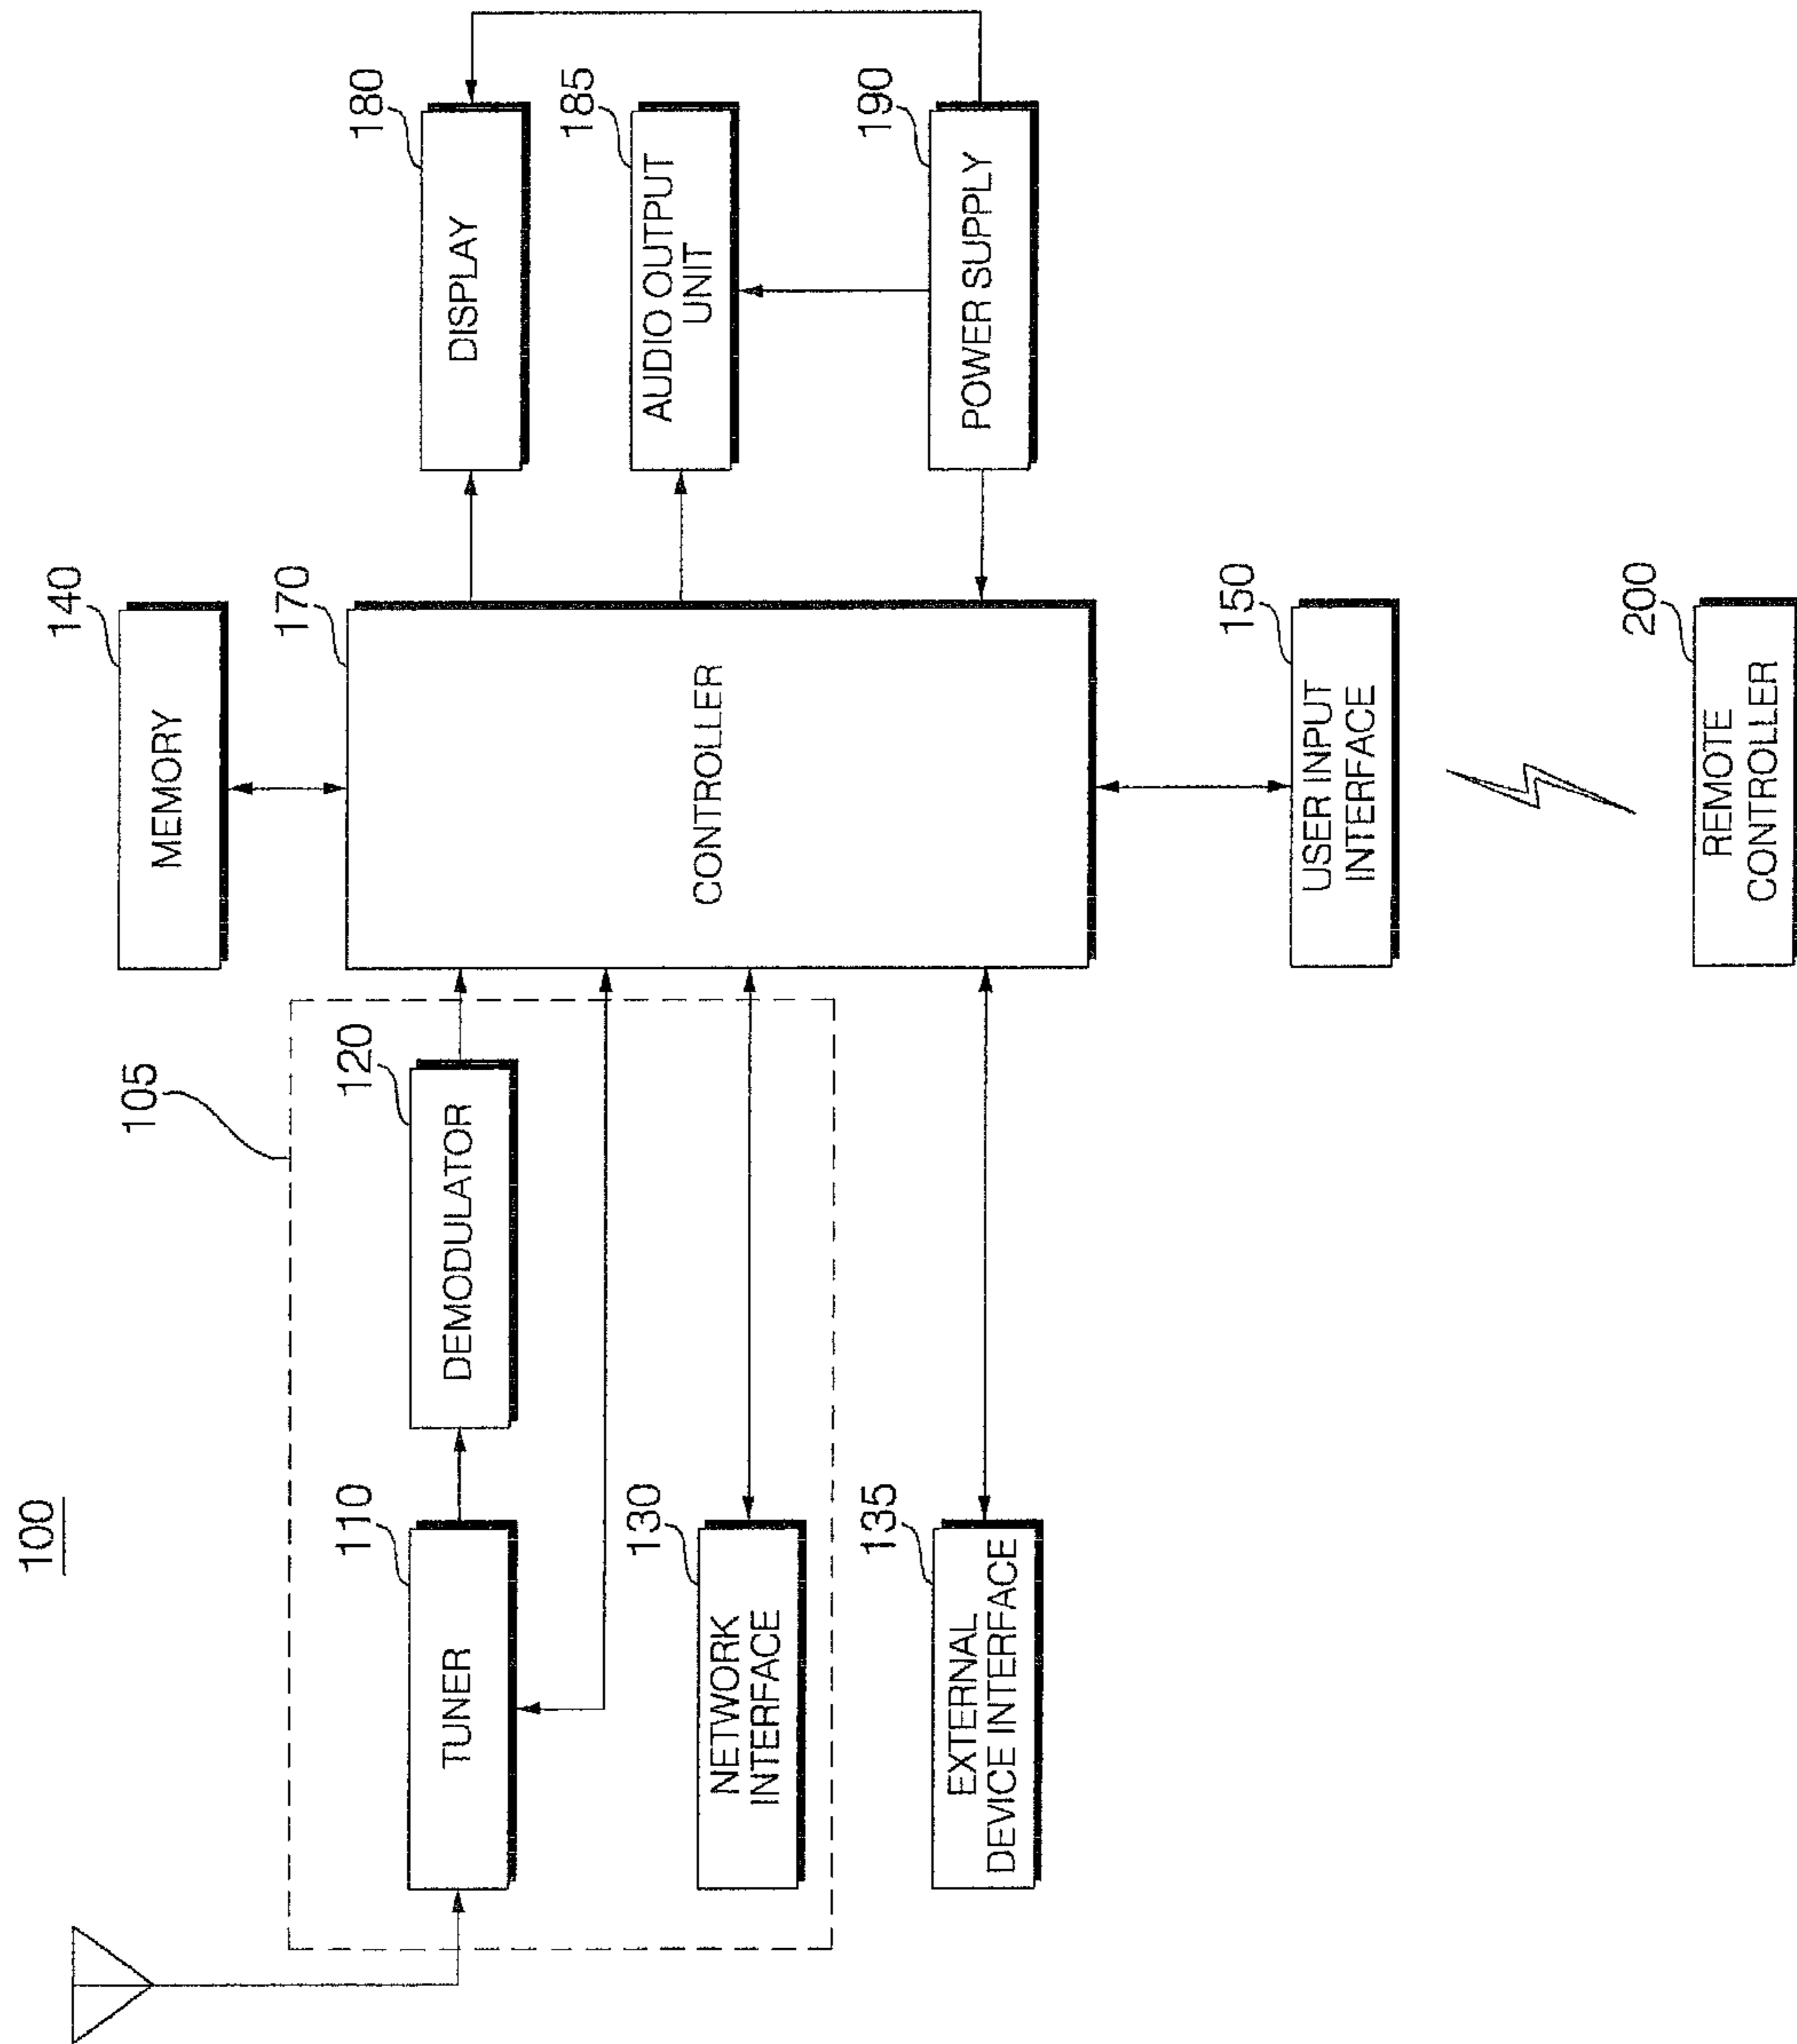 100
105
110
TUNER
120
DEMODULATOR
130
NETWORK
INTERFACE
135
EXTERNAL
DEVICE INTERFACE
140
MEMORY
170
CONTROLLER
150
USER INPUT
INTERFACE
200
REMOTE
CONTROLLER
180
DISPLAY
185
AUDIO OUTPUT
UNIT
190
POWER SUPPLY